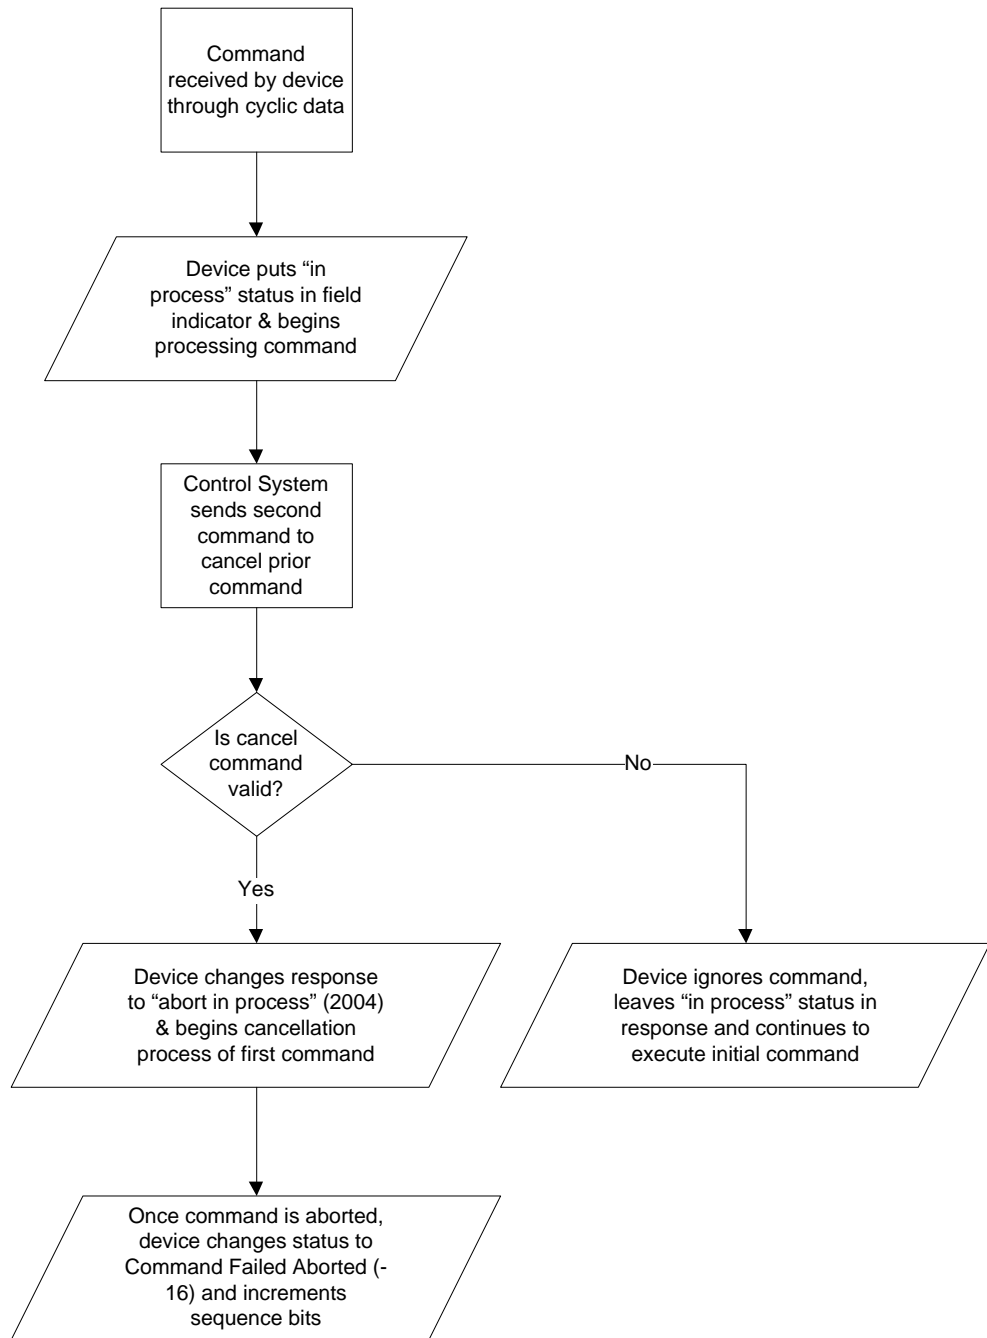 Command
received by device
through cyclic data
Device puts “in
process” status in field
indicator & begins
processing command
Control System
sends second
command to
cancel prior
command
Is cancel
command
valid?
No
Yes
Device changes response
to “abort in process” (2004)
& begins cancellation
process of first command
Device ignores command,
leaves “in process” status in
response and continues to
execute initial command
Once command is aborted,
device changes status to
Command Failed Aborted (-
16) and increments
sequence bits